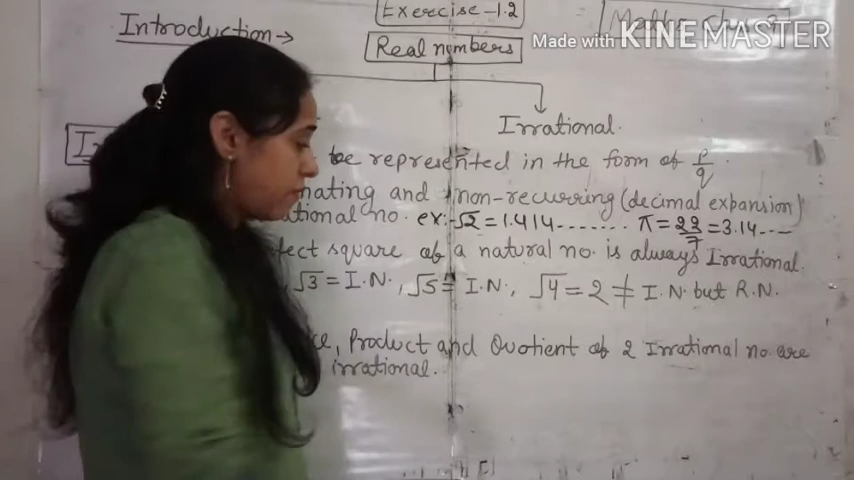 Exercise-1.2
Introduction→
Real numbers
Made with KINEMASTER
Maths
Irrational.
be represented in the form of p/q.
nating and non-recurring (decimal expansion)
ational no. ex:-√2=1.414....... π=22/7=3.14....
fect square of a natural no. is always Irrational.
√3=I.N., √5=I.N., √4=2≠I.N. but R.N.
ce, Product and Quotient of 2 Irrational no. are
irrational.